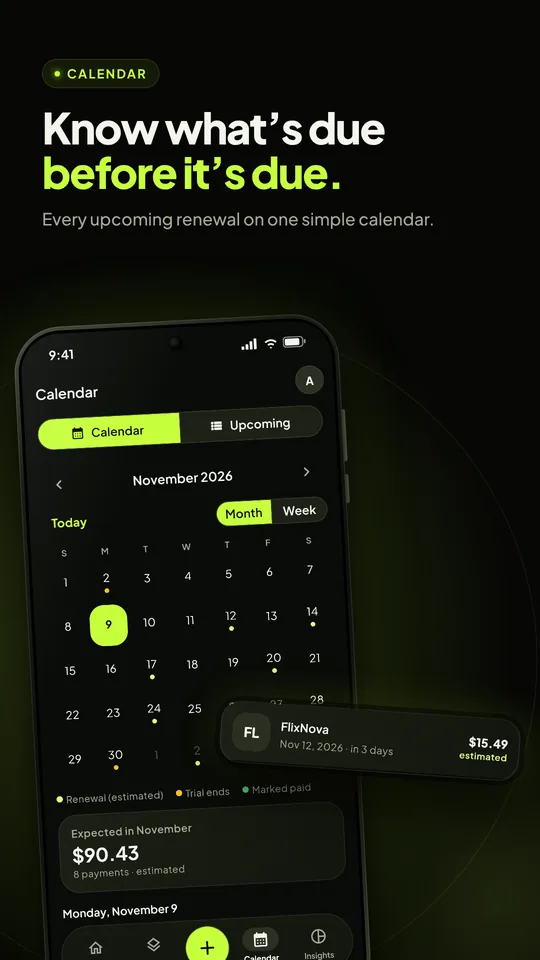 CALENDAR
Know what's due
before it's due.
Every upcoming renewal on one simple calendar.
9:41
Calendar
A
Calendar
Upcoming
November 2026
Today
Month
Week
S M T W T F S
1 2 3 4 5 6 7
8 9 10 11 12 13 14
15 16 17 18 19 20 21
22 23 24 25 27 28
29 30 1 2
FL
FlixNova
Nov 12, 2026 · in 3 days
$15.49
estimated
Renewal (estimated) Trial ends Marked paid
Expected in November
$90.43
8 payments · estimated
Monday, November 9
Calendar
Insights